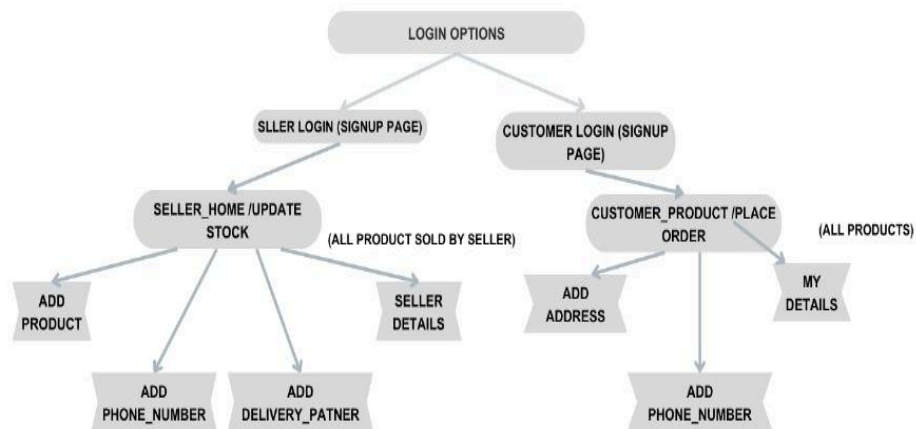 LOGIN OPTIONS
SLLER LOGIN (SIGNUP PAGE)
CUSTOMER LOGIN (SIGNUP
PAGE)
SELLER_HOME /UPDATE
STOCK
(ALL PRODUCT SOLD BY SELLER)
CUSTOMER_PRODUCT /PLACE
ORDER
(ALL PRODUCTS)
ADD
PRODUCT
SELLER
DETAILS
ADD
ADDRESS
MY
DETAILS
ADD
PHONE_NUMBER
ADD
DELIVERY_PATNER
ADD
PHONE_NUMBER